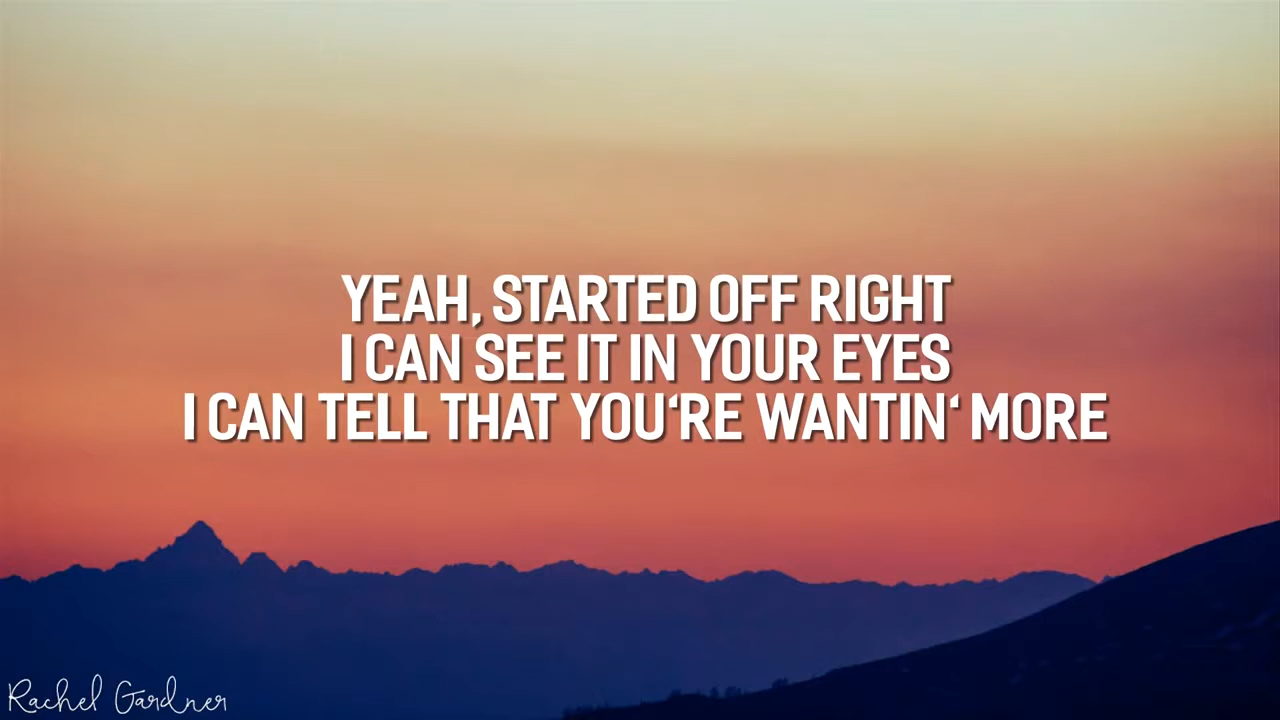 YEAH, STARTED OFF RIGHT
I CAN SEE IT IN YOUR EYES
I CAN TELL THAT YOU‘RE WANTIN‘ MORE
Rachel Gardner